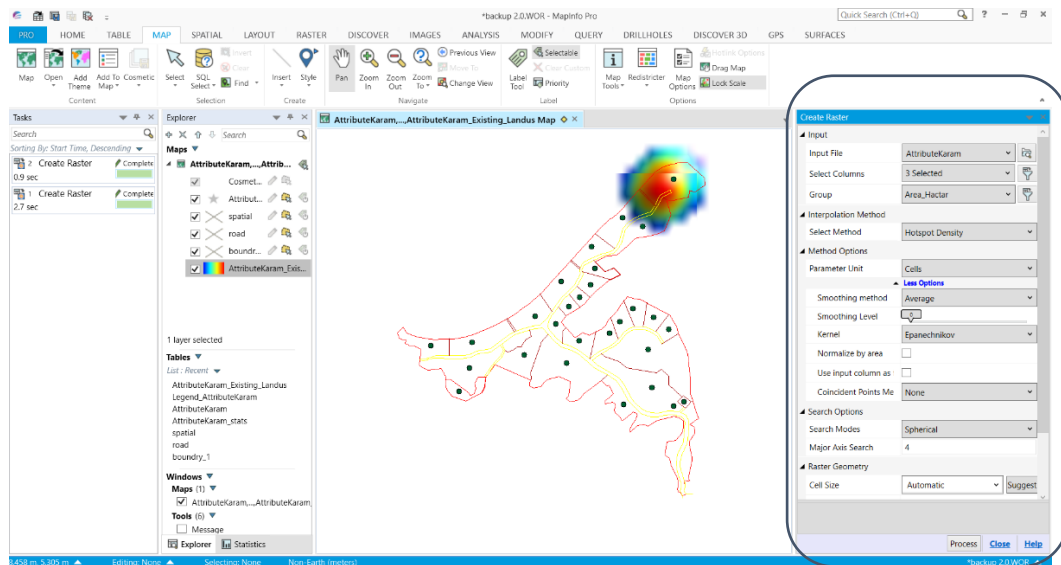 *backup 2.0.WOR - MapInfo Pro
Quick Search (Ctrl+Q)
PRO HOME TABLE MAP SPATIAL LAYOUT RASTER DISCOVER IMAGES ANALYSIS MODIFY QUERY DRILLHOLES DISCOVER 3D GPS SURFACES
Map Open Add Theme Add To Map Cosmetic
Content
Select SQL Select Invert Clear Find
Selection
Insert Style
Create
Pan Zoom In Zoom Out Zoom To Previous View Move To Change View
Navigate
Label Tool Selectable Clear Custom Priority
Label
Map Tools Redistricter Map Options Hotlink Options Drag Map Lock Scale
Options
Tasks
Search
Sorting By: Start Time, Descending
2 Create Raster Complete
0.9 sec
1 Create Raster Complete
2.7 sec
Explorer
Search
Maps
AttributeKaram,...,Attrib...
Cosmet...
Attribut...
spatial
road
boundr...
AttributeKaram_Exis...
1 layer selected
Tables
List : Recent
AttributeKaram_Existing_Landus
Legend_AttributeKaram
AttributeKaram
AttributeKaram_stats
spatial
road
boundry_1
Windows
Maps (1)
AttributeKaram,...,AttributeKaram_
Tools (6)
Message
Explorer Statistics
AttributeKaram,...,AttributeKaram_Existing_Landus Map
Create Raster
Input
Input File AttributeKaram
Select Columns 3 Selected
Group Area_Hactar
Interpolation Method
Select Method Hotspot Density
Method Options
Parameter Unit Cells
Less Options
Smoothing method Average
Smoothing Level 0
Kernel Epanechnikov
Normalize by area
Use input column as
Coincident Points Me None
Search Options
Search Modes Spherical
Major Axis Search 4
Raster Geometry
Cell Size Automatic Suggest
Process Close Help
9.458 m 5.305 m Editing: None Selecting: None Non-Earth (meters) *backup 2.0.WOR